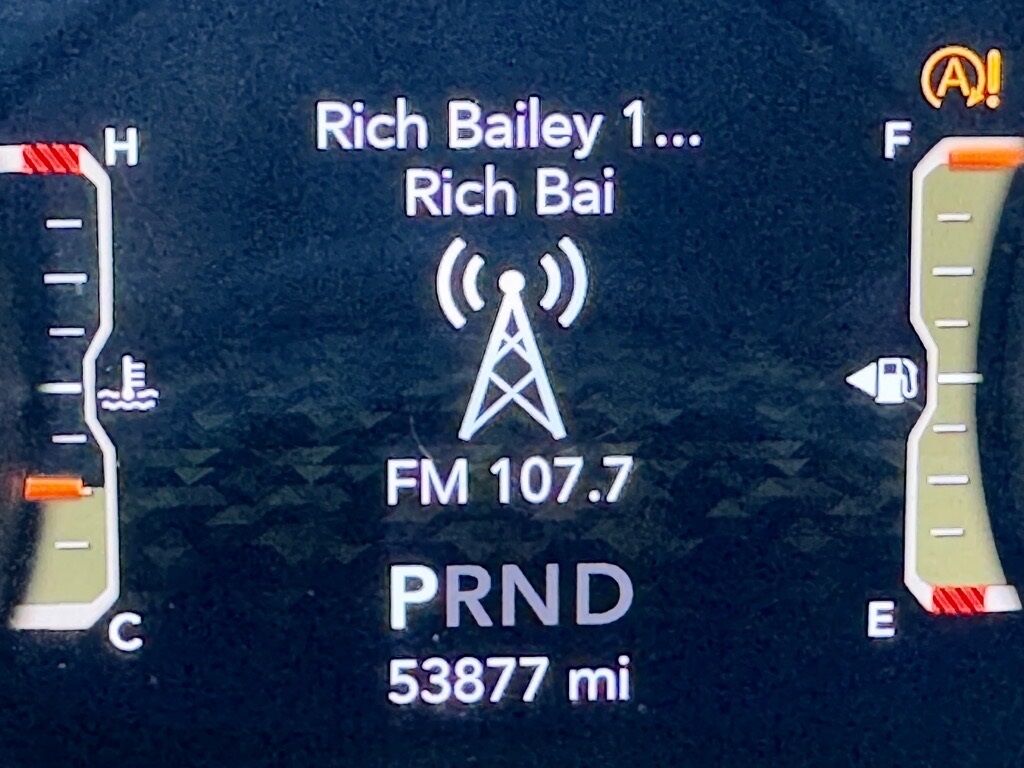 A!
H
Rich Bailey 1...
F
Rich Bai
FM 107.7
PRND
C
E
53877 mi